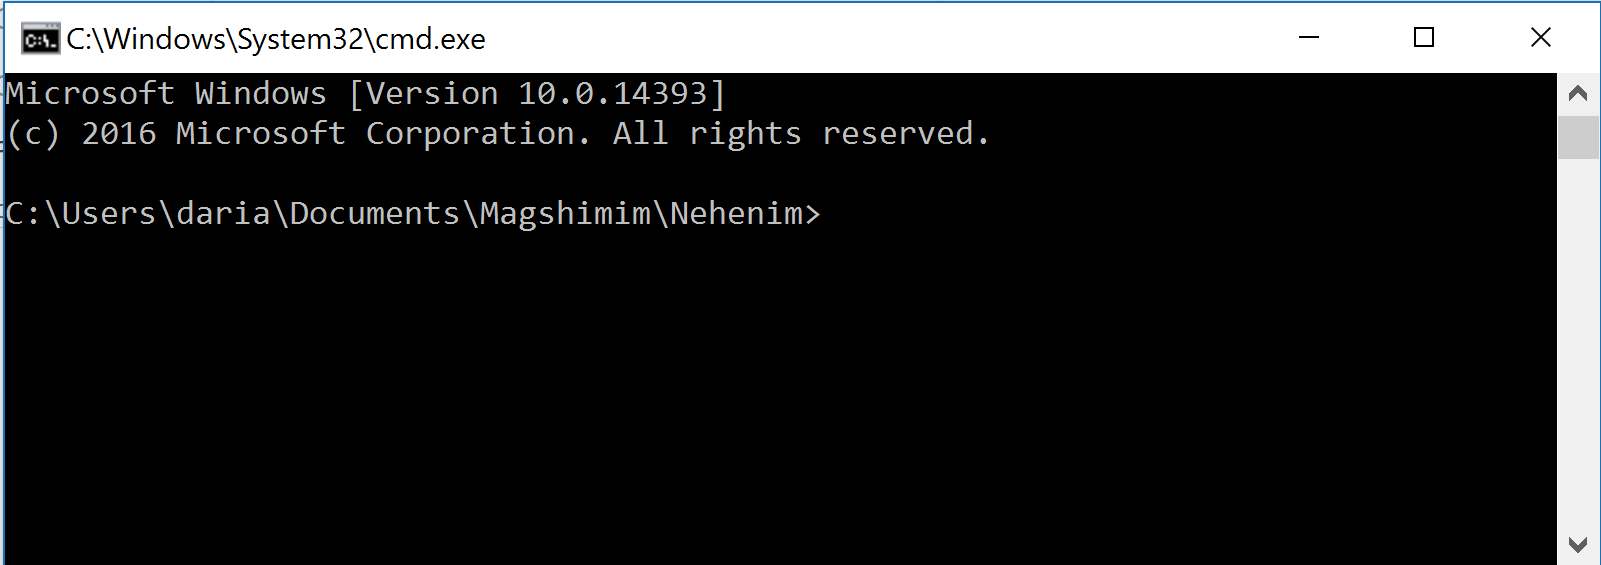 C:\Windows\System32\cmd.exe
Microsoft Windows [Version 10.0.14393]
(c) 2016 Microsoft Corporation. All rights reserved.
C:\Users\daria\Documents\Magshimim\Nehenim>